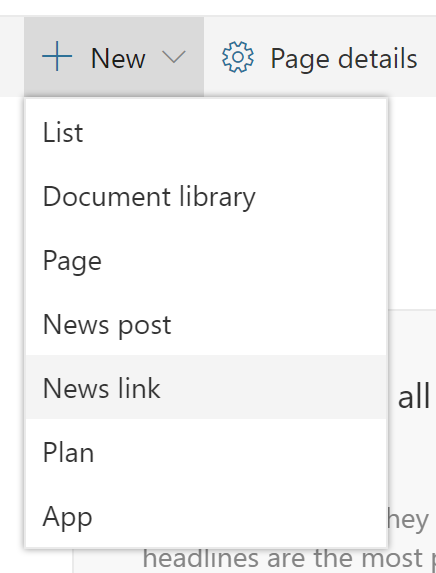 New Page details
List
Document library
Page
News post
News link
all
Plan
App
hey
headlines are the most